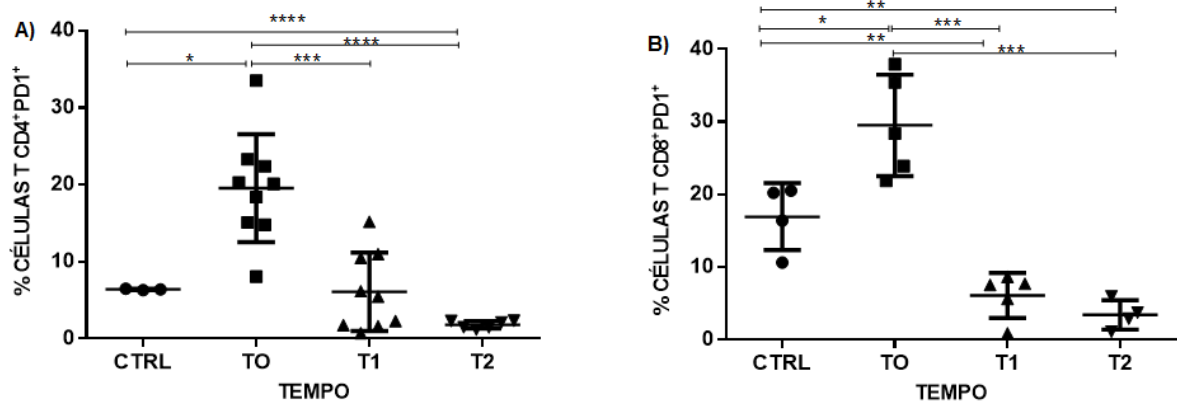 A)
****
****
*
***
% CÉLULAS T CD4⁺PD1⁺
40
30
20
10
0
CTRL TO T1 T2
TEMPO
B)
**
*
***
**
***
% CÉLULAS T CD8⁺PD1⁺
40
30
20
10
0
CTRL TO T1 T2
TEMPO